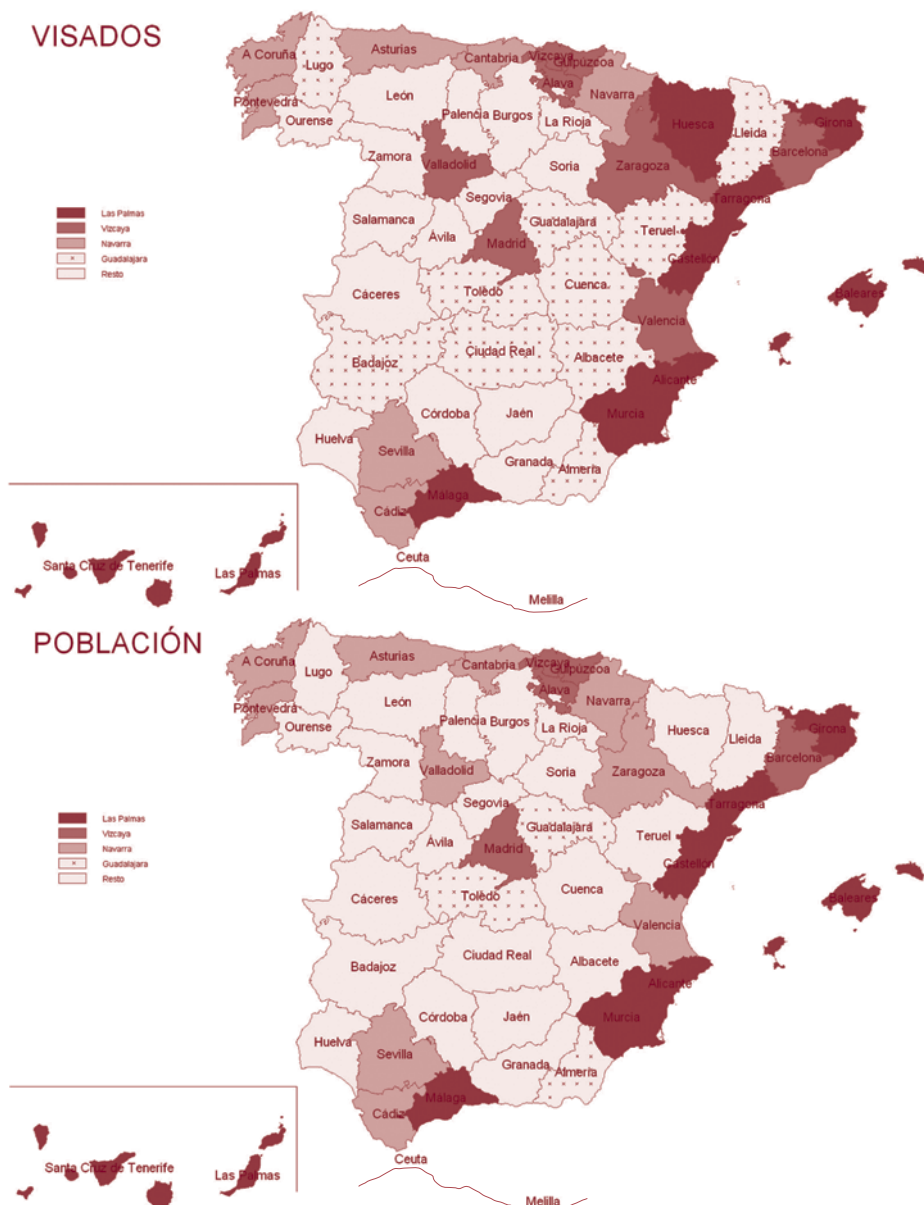 VISADOS
A Coruña
Lugo
Asturias
Cantabria
Vizcaya
Guipúzcoa
Álava
Navarra
Pontevedra
Ourense
León
Palencia
Burgos
La Rioja
Huesca
Lleida
Girona
Barcelona
Zamora
Valladolid
Soria
Zaragoza
Tarragona
Segovia
Salamanca
Ávila
Madrid
Guadalajara
Teruel
Castellón
Cáceres
Toledo
Cuenca
Valencia
Baleares
Badajoz
Ciudad Real
Albacete
Alicante
Murcia
Huelva
Sevilla
Córdoba
Jaén
Granada
Almería
Cádiz
Málaga
Ceuta
Melilla
Santa Cruz de Tenerife
Las Palmas
Las Palmas
Vizcaya
Navarra
Guadalajara
Resto
POBLACIÓN
A Coruña
Lugo
Asturias
Cantabria
Vizcaya
Guipúzcoa
Álava
Navarra
Pontevedra
Ourense
León
Palencia
Burgos
La Rioja
Huesca
Lleida
Girona
Barcelona
Zamora
Valladolid
Soria
Zaragoza
Tarragona
Segovia
Salamanca
Ávila
Madrid
Guadalajara
Teruel
Castellón
Cáceres
Toledo
Cuenca
Valencia
Baleares
Badajoz
Ciudad Real
Albacete
Alicante
Murcia
Huelva
Sevilla
Córdoba
Jaén
Granada
Almería
Cádiz
Málaga
Ceuta
Melilla
Santa Cruz de Tenerife
Las Palmas
Las Palmas
Vizcaya
Navarra
Guadalajara
Resto